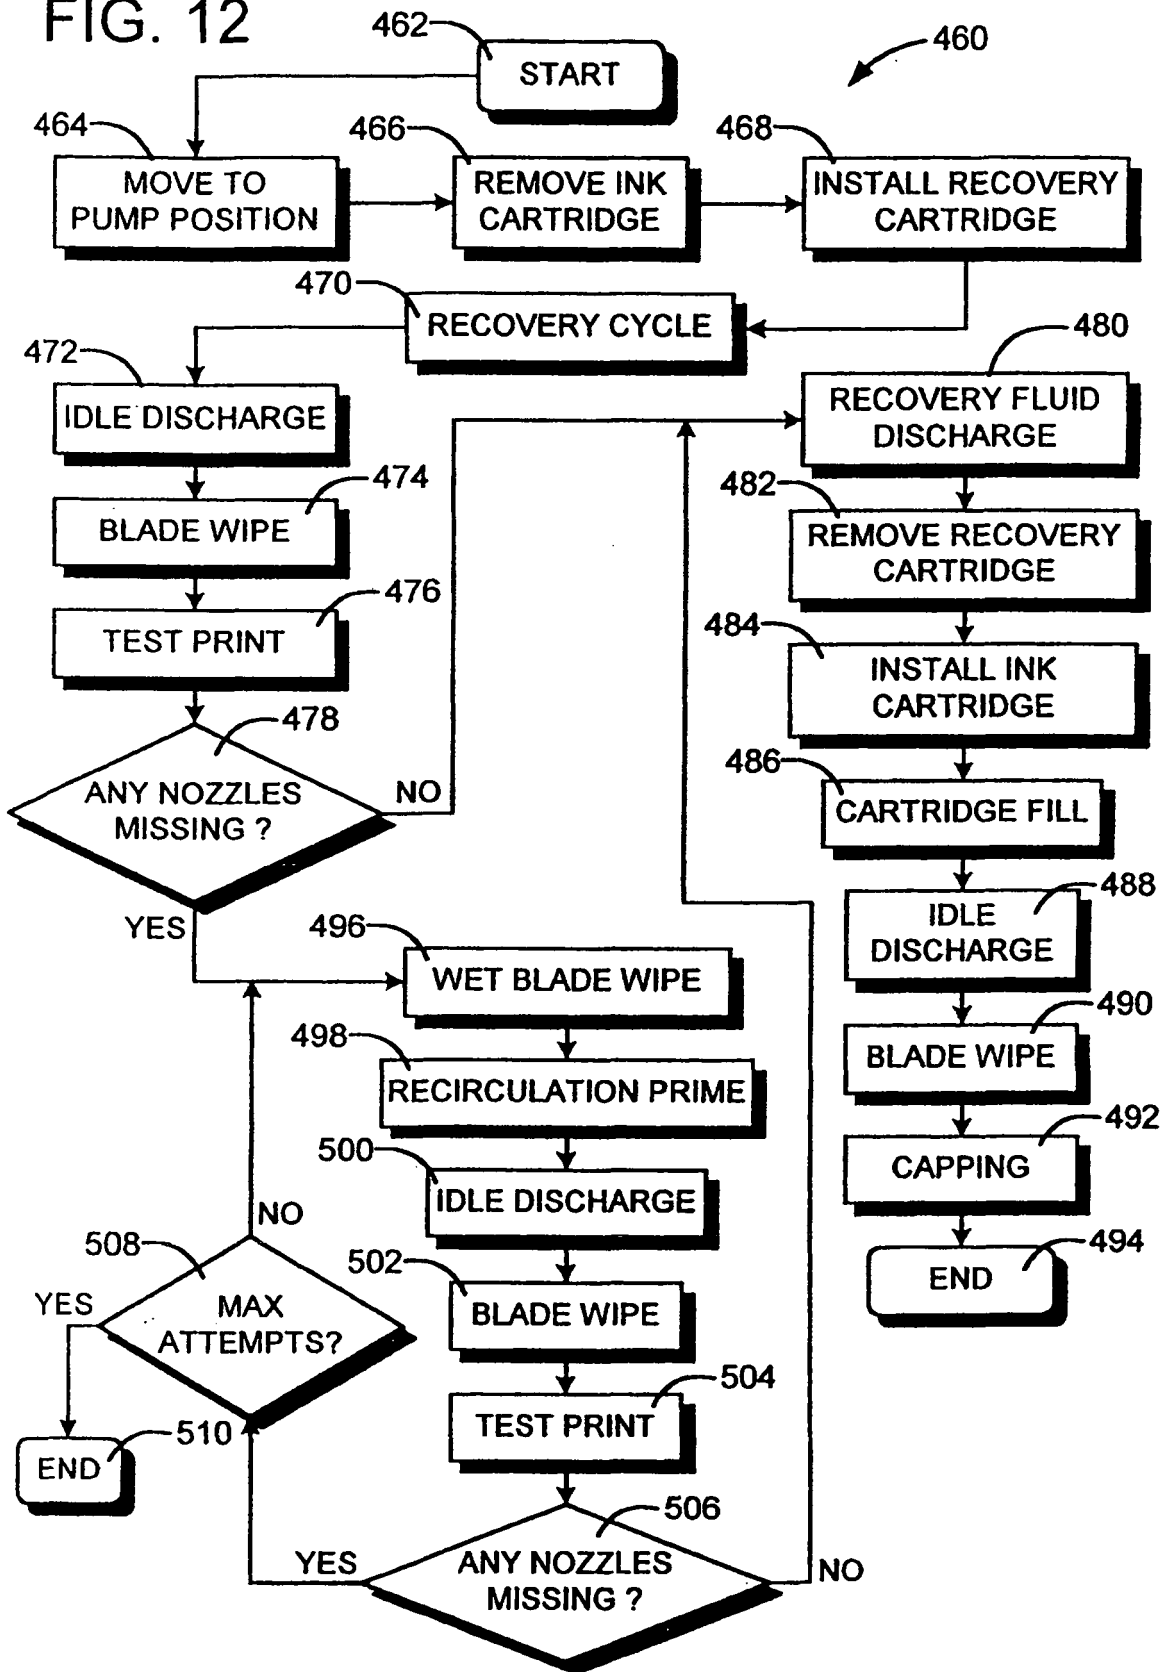 FIG. 12
462
START
460
464
MOVE TO
PUMP POSITION
466
REMOVE INK
CARTRIDGE
468
INSTALL RECOVERY
CARTRIDGE
470
RECOVERY CYCLE
472
IDLE DISCHARGE
474
BLADE WIPE
476
TEST PRINT
478
ANY NOZZLES
MISSING ?
NO
YES
480
RECOVERY FLUID
DISCHARGE
482
REMOVE RECOVERY
CARTRIDGE
484
INSTALL INK
CARTRIDGE
486
CARTRIDGE FILL
488
IDLE
DISCHARGE
490
BLADE WIPE
492
CAPPING
494
END
496
WET BLADE WIPE
498
RECIRCULATION PRIME
500
IDLE DISCHARGE
502
BLADE WIPE
504
TEST PRINT
506
ANY NOZZLES
MISSING ?
YES
NO
508
MAX
ATTEMPTS?
NO
YES
510
END